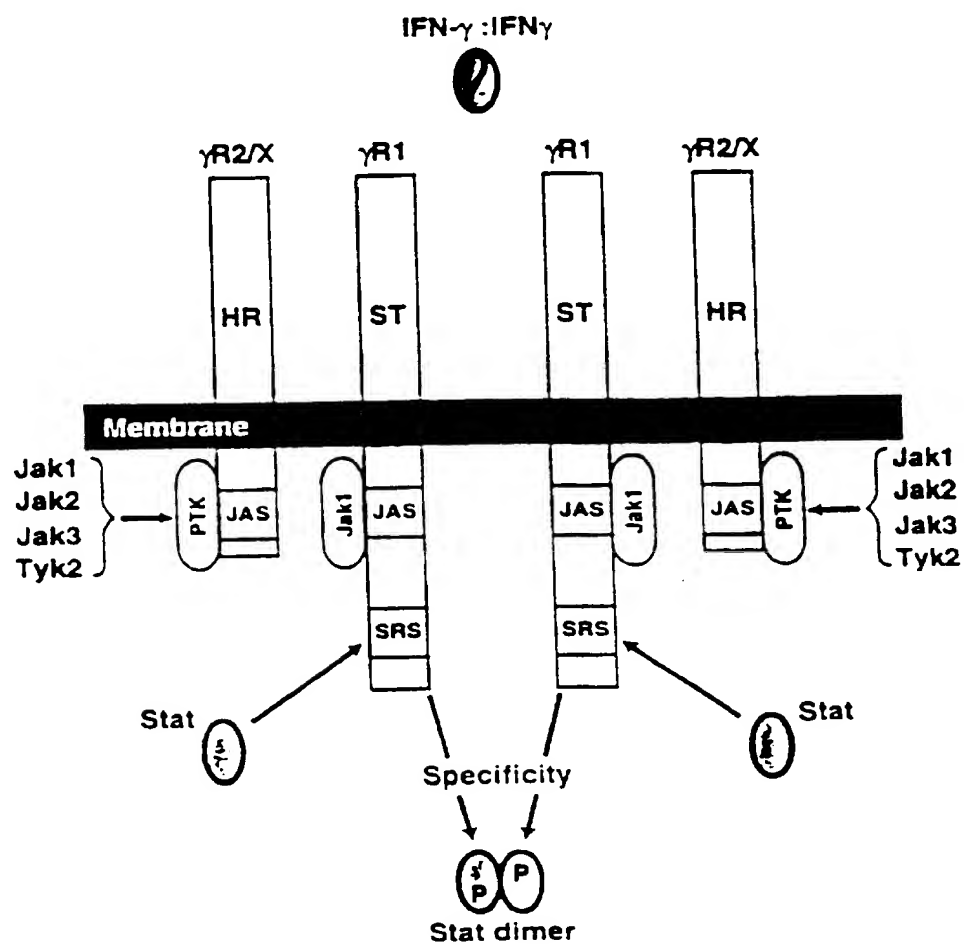 IFN-γ :IFNγ
γR2/X γR1 γR1 γR2/X
HR ST ST HR
Membrane
Jak1
Jak2
Jak3
Tyk2
PTK JAS Jak1 JAS JAS Jak1 JAS PTK
Jak1
Jak2
Jak3
Tyk2
SRS SRS
Stat Stat
Specificity
P P
Stat dimer